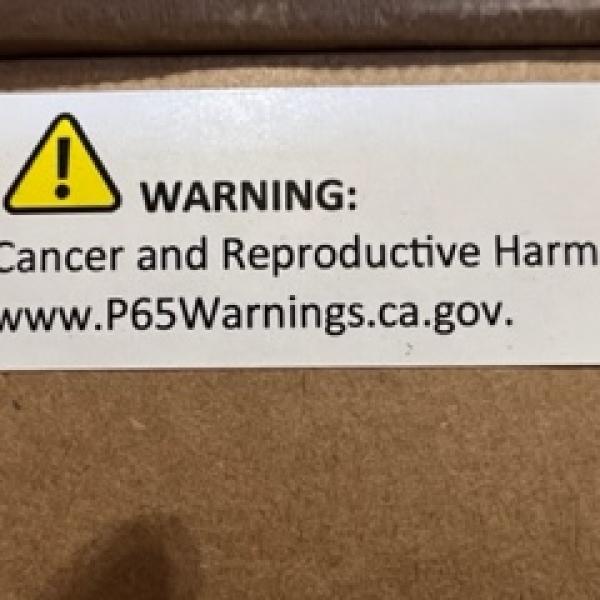 WARNING:
Cancer and Reproductive Harm
www.P65Warnings.ca.gov.